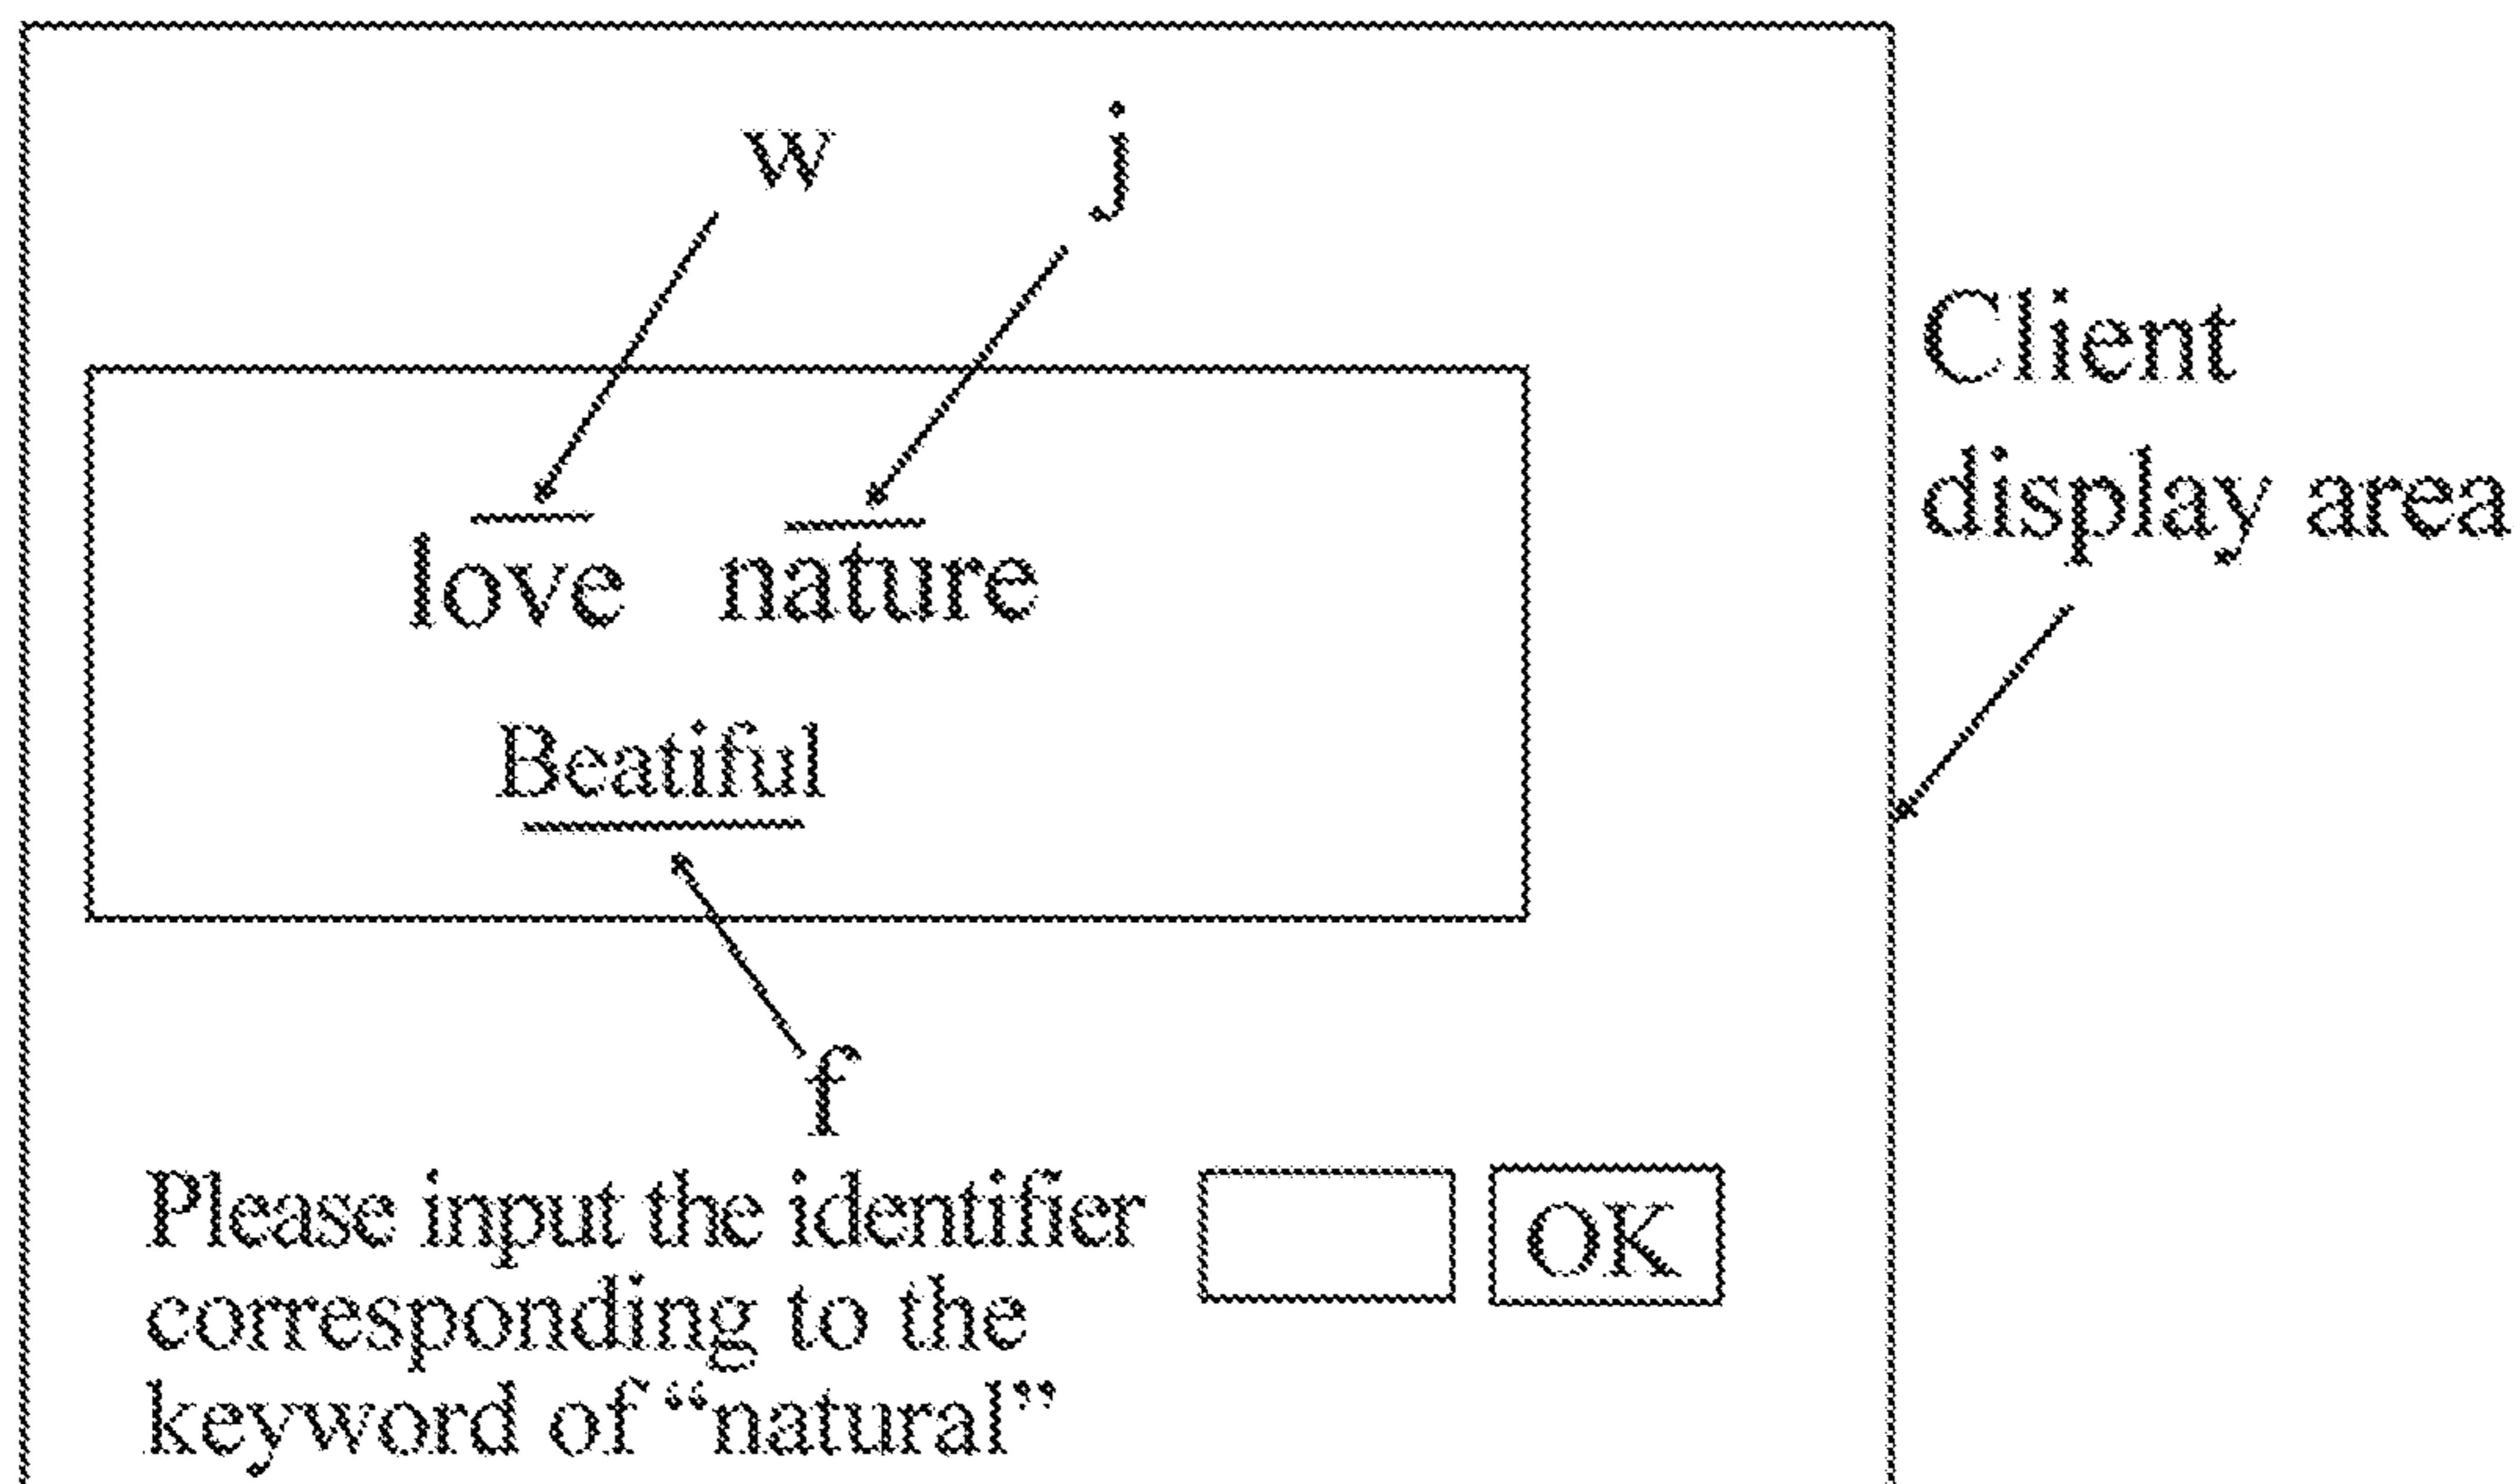 w
j
Client
display area
love nature
Beatiful
f
Please input the identifier
corresponding to the
keyword of “natural”
OK